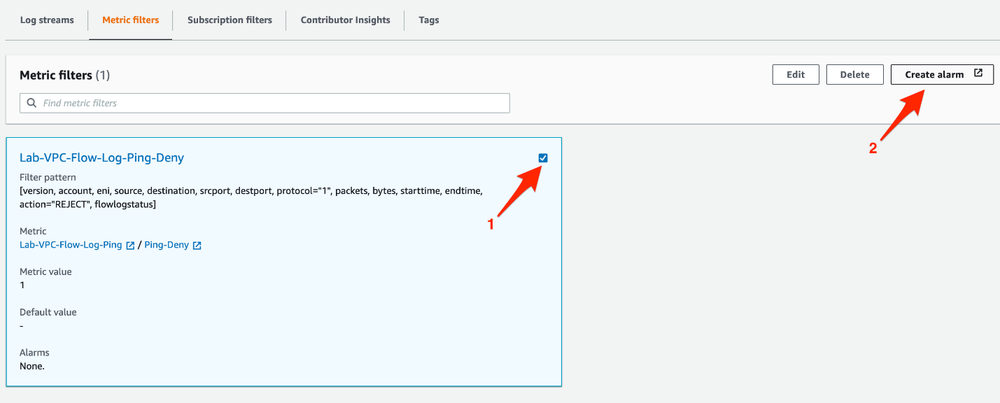 Log streams Metric filters Subscription filters Contributor Insights Tags
Metric filters (1) Edit Delete Create alarm
Find metric filters
2
Lab-VPC-Flow-Log-Ping-Deny
Filter pattern
[version, account, eni, source, destination, srcport, destport, protocol="1", packets, bytes, starttime, endtime,
action="REJECT", flowlogstatus]
1
Metric
Lab-VPC-Flow-Log-Ping / Ping-Deny
Metric value
1
Default value
-
Alarms
None.